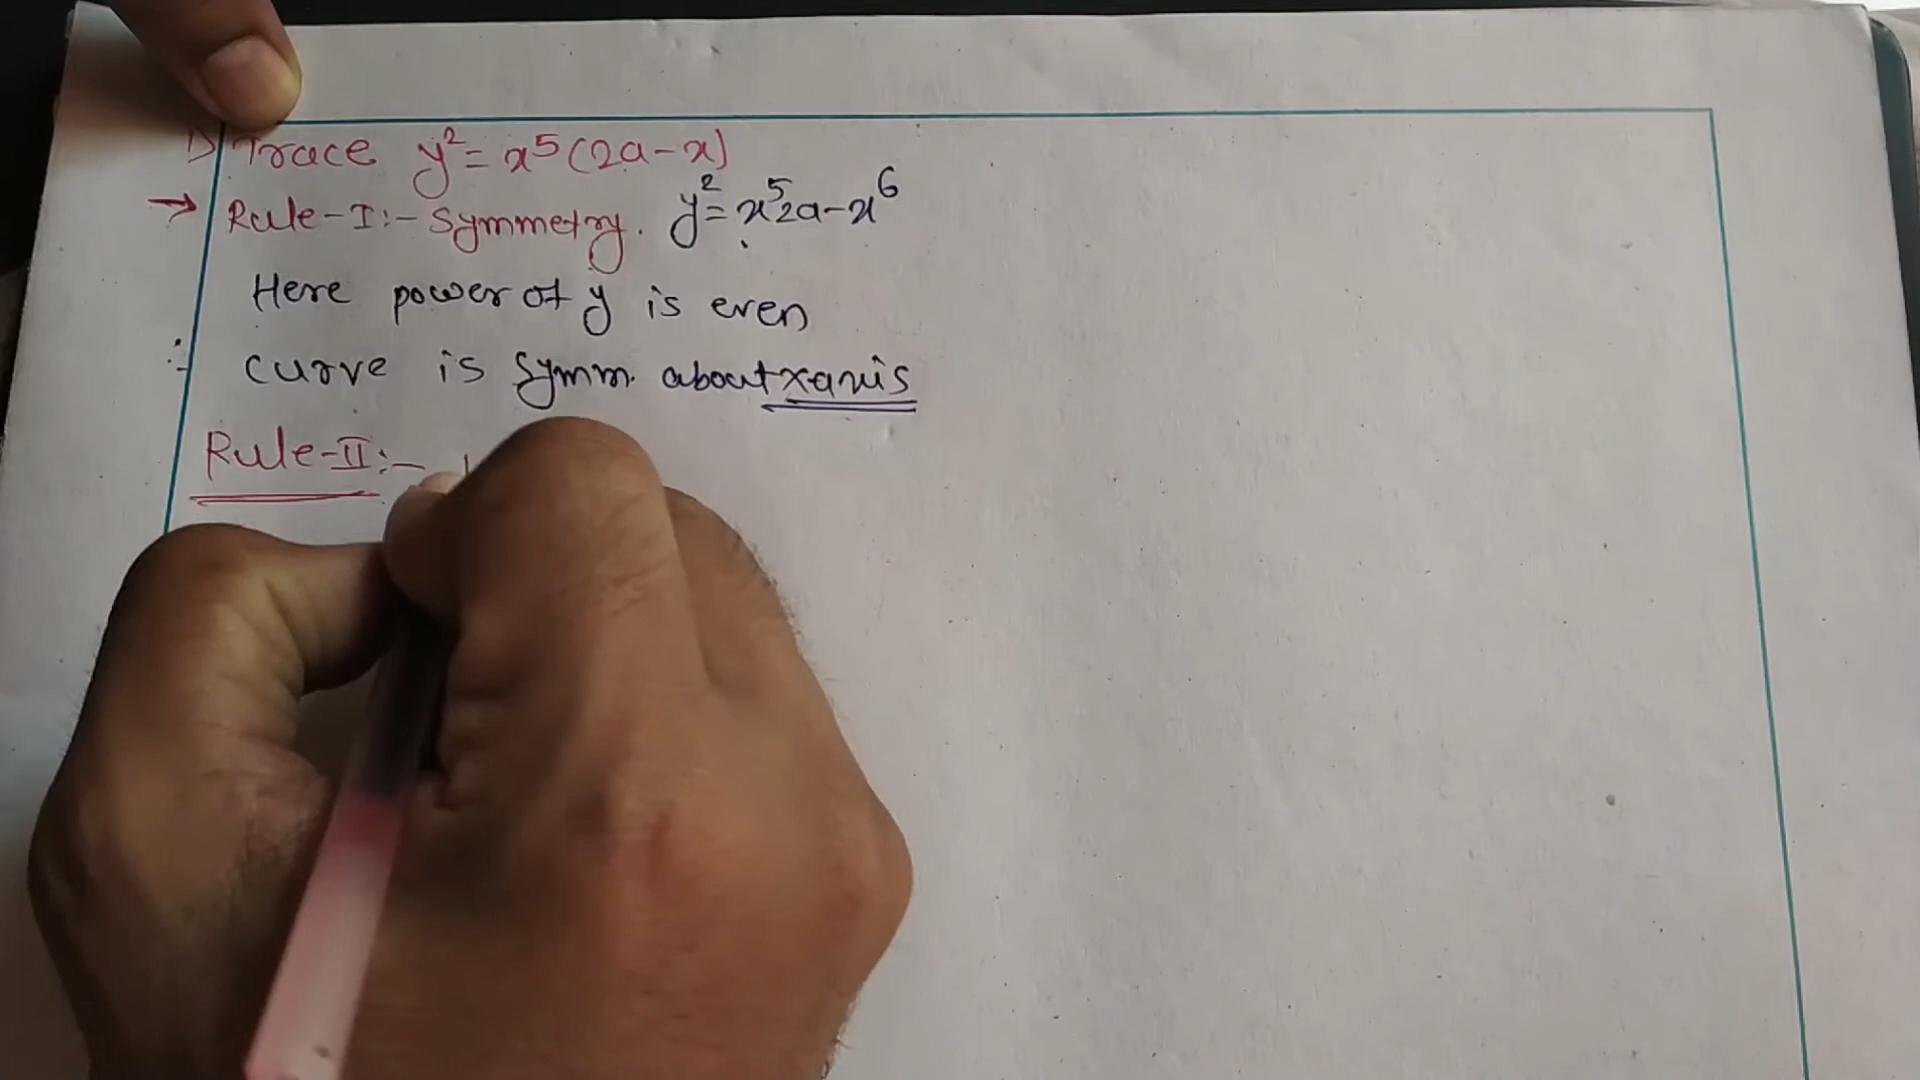 1) Trace y² = x⁵(2a-x)
→ Rule-I:- Symmetry. y² = x⁵2a-x⁶
Here power of y is even
∴ curve is symm. about xaxis
Rule-II:-